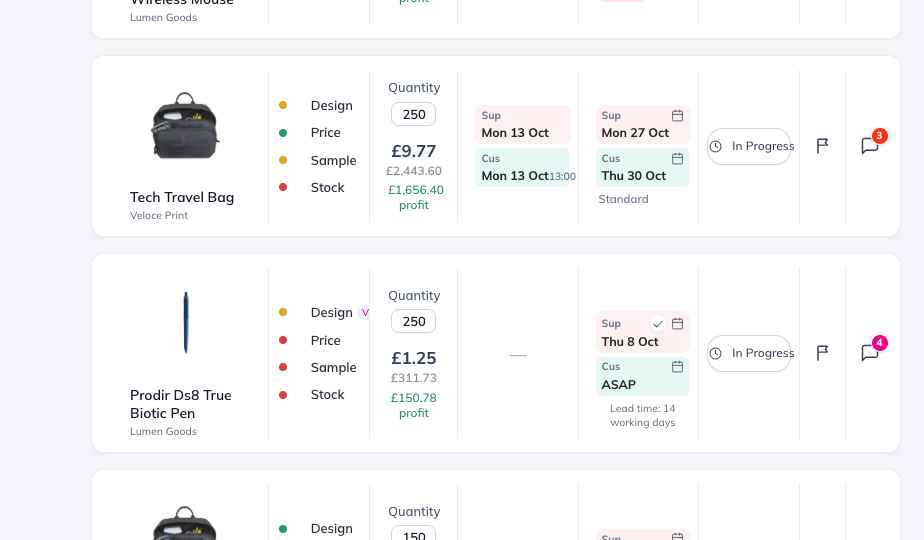 Wireless Mouse
Lumen Goods
profit
Tech Travel Bag
Veloce Print
Design
Price
Sample
Stock
Quantity
250
£9.77
£2,443.60
£1,656.40
profit
Sup
Mon 13 Oct
Cus
Mon 13 Oct13:00
Sup
Mon 27 Oct
Cus
Thu 30 Oct
Standard
In Progress
3
Prodir Ds8 True
Biotic Pen
Lumen Goods
Design V
Price
Sample
Stock
Quantity
250
£1.25
£311.73
£150.78
profit
—
Sup
Thu 8 Oct
Cus
ASAP
Lead time: 14
working days
In Progress
4
Design
Quantity
150
Sup